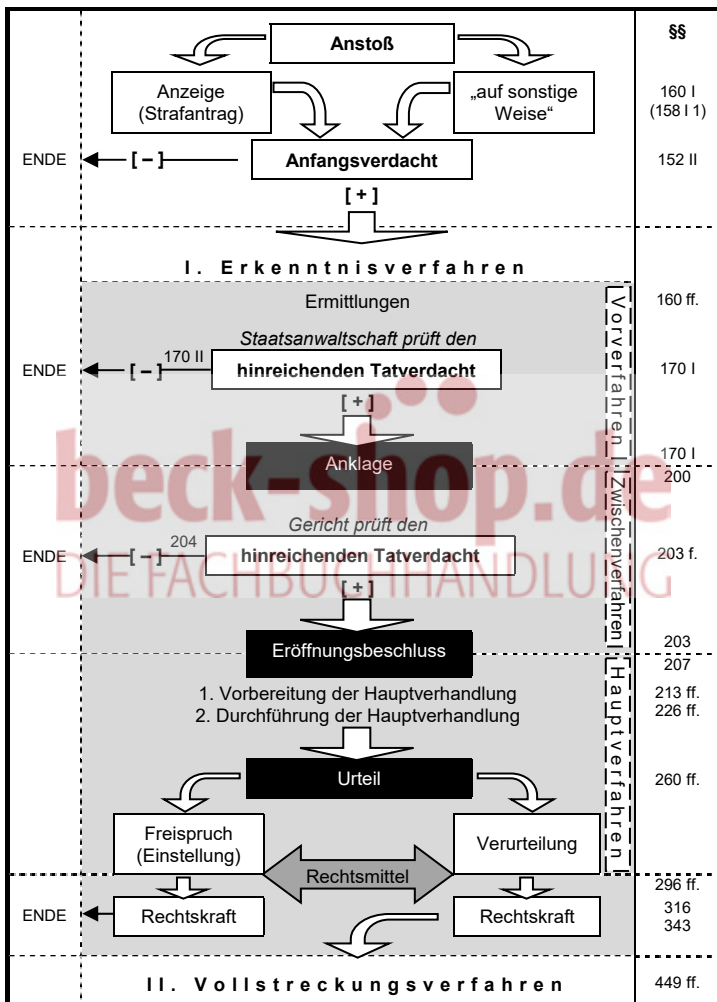 §§
Anstoß
Anzeige
(Strafantrag)
„auf sonstige
Weise“
160 I
(158 I 1)
ENDE
[ – ]
Anfangsverdacht
152 II
[ + ]
I. Erkenntnisverfahren
Ermittlungen
160 ff.
Vorverfahren
Staatsanwaltschaft prüft den
ENDE
[ – ]
170 II
hinreichenden Tatverdacht
170 I
[ + ]
Anklage
170 I
200
beck-shop.de
DIE FACHBUCHHANDLUNG
Zwischenverfahren
Gericht prüft den
ENDE
[ – ]
204
hinreichenden Tatverdacht
203 f.
[ + ]
Eröffnungsbeschluss
203
207
Hauptverfahren
1. Vorbereitung der Hauptverhandlung
213 ff.
2. Durchführung der Hauptverhandlung
226 ff.
Urteil
260 ff.
Freispruch
(Einstellung)
Rechtsmittel
Verurteilung
296 ff.
ENDE
Rechtskraft
Rechtskraft
316
343
II. Vollstreckungsverfahren
449 ff.